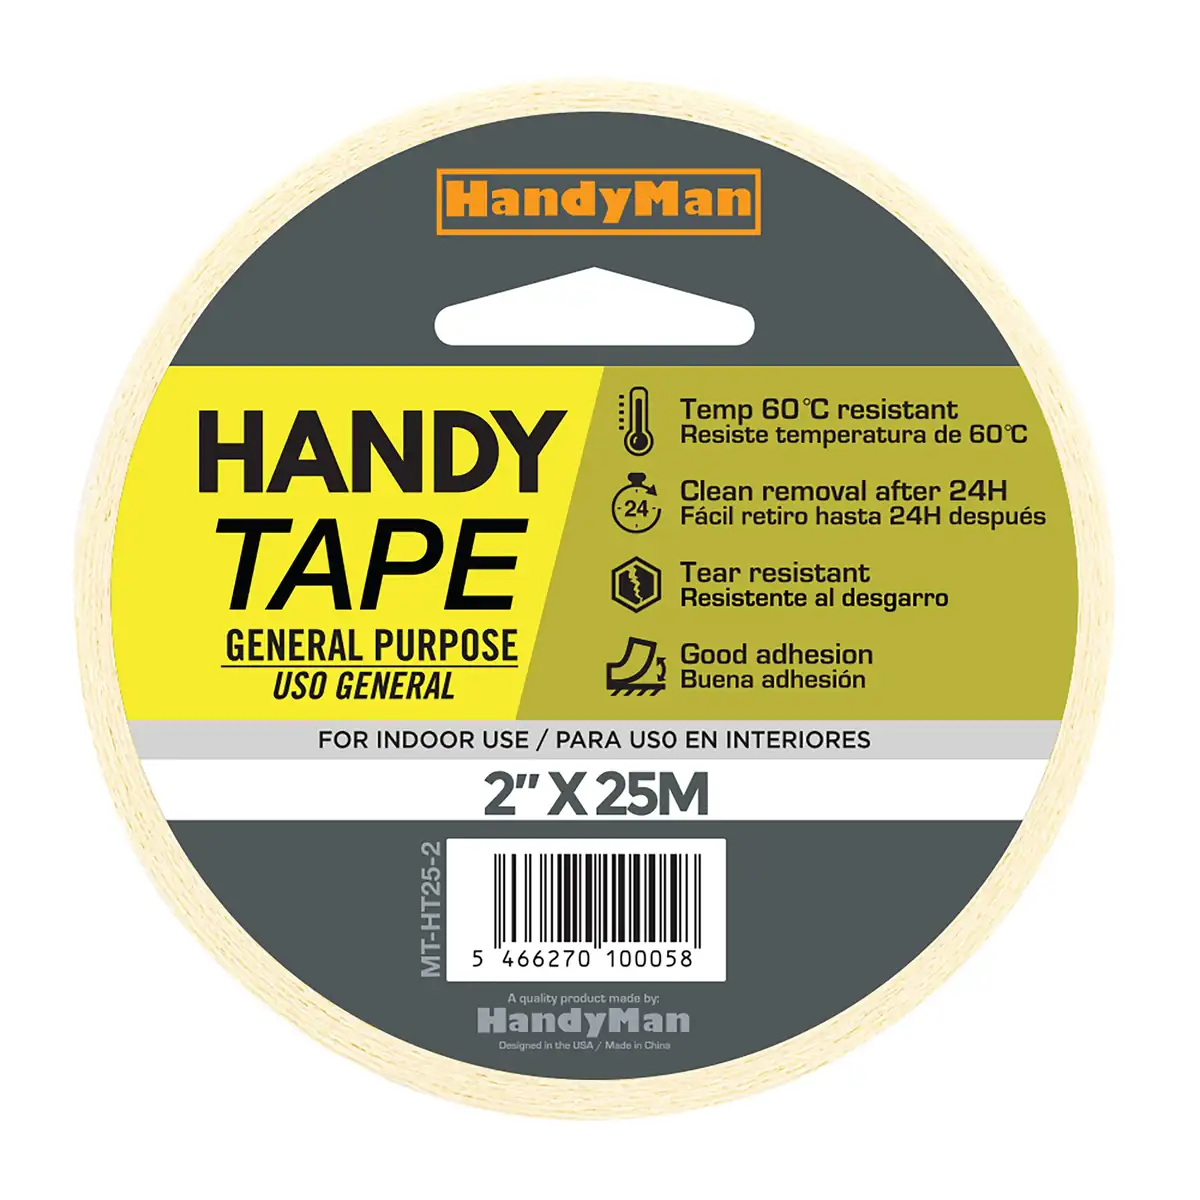 HandyMan
HANDY
TAPE
GENERAL PURPOSE
USO GENERAL
Temp 60°C resistant
Resiste temperatura de 60°C
24
Clean removal after 24H
Fácil retiro hasta 24H después
Tear resistant
Resistente al desgarro
Good adhesion
Buena adhesión
FOR INDOOR USE / PARA USO EN INTERIORES
2" X 25M
MT-HT25-2
5 466270 100058
A quality product made by:
HandyMan
Designed in the USA / Made in China